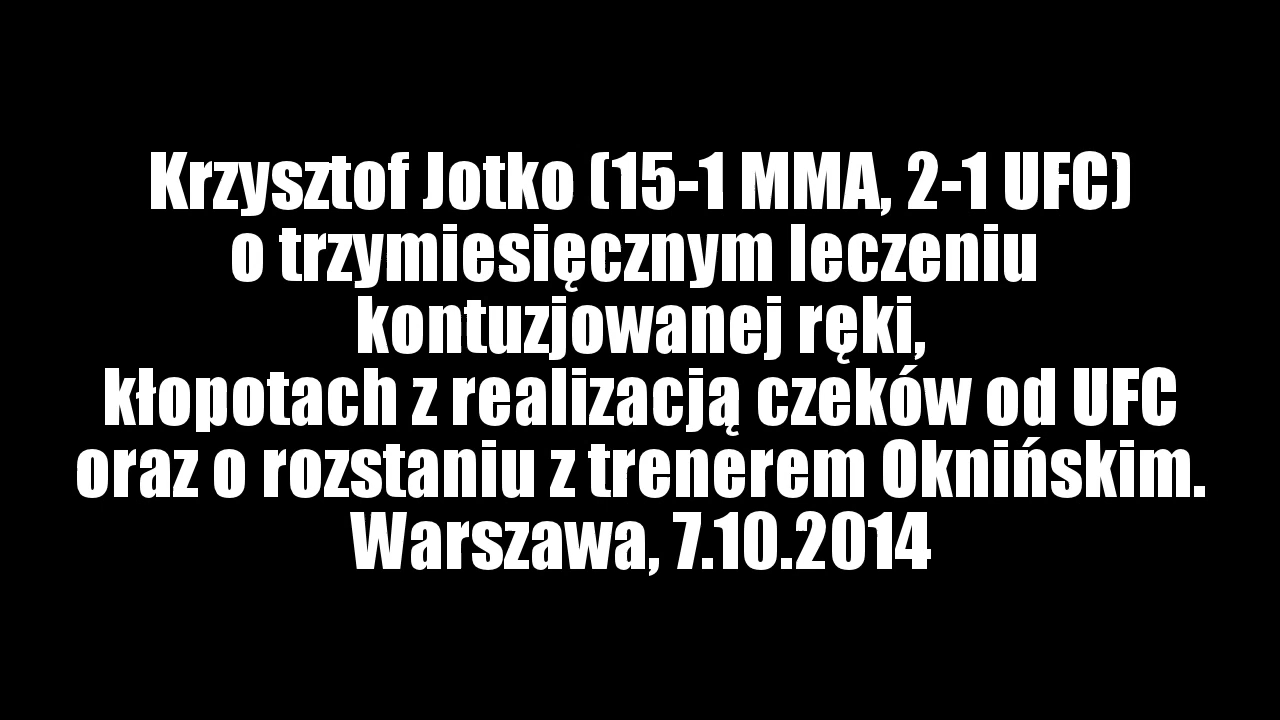 Krzysztof Jotko (15-1 MMA, 2-1 UFC)
o trzymiesięcznym leczeniu
kontuzjowanej ręki,
kłopotach z realizacją czeków od UFC
oraz o rozstaniu z trenerem Oknińskim.
Warszawa, 7.10.2014